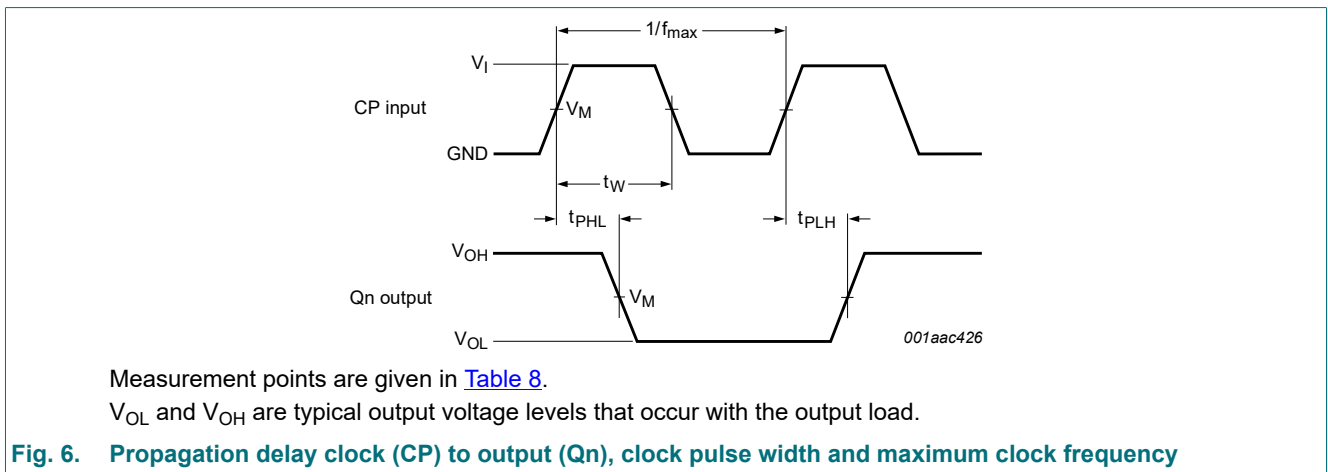 1/fmax
VI
CP input
VM
GND
tW
tPHL
tPLH
VOH
Qn output
VM
VOL
001aac426
Measurement points are given in Table 8.
VOL and VOH are typical output voltage levels that occur with the output load.
Fig. 6. Propagation delay clock (CP) to output (Qn), clock pulse width and maximum clock frequency